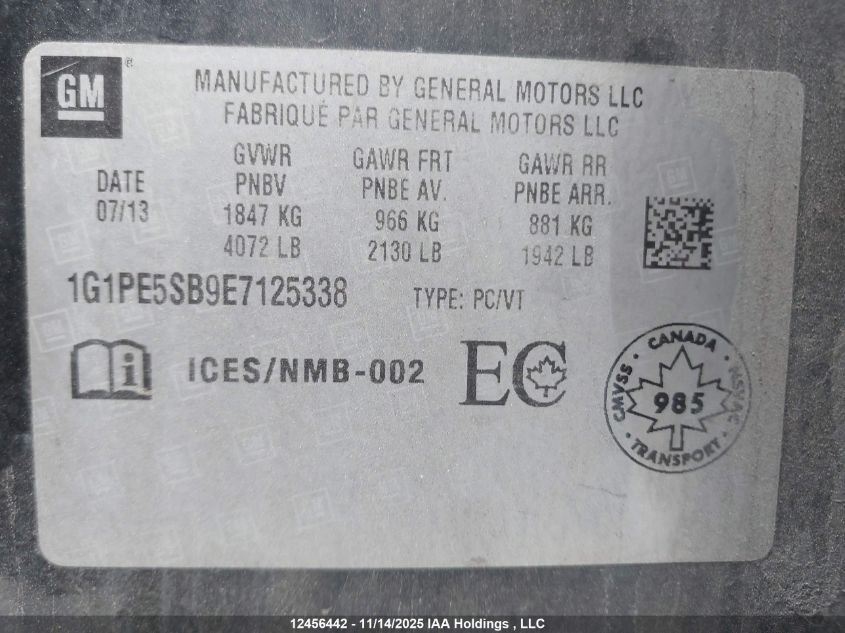 GM ®
MANUFACTURED BY GENERAL MOTORS LLC
FABRIQUÉ PAR GENERAL MOTORS LLC
DATE
07/13
GVWR
PNBV
1847 KG
4072 LB
GAWR FRT
PNBE AV.
966 KG
2130 LB
GAWR RR
PNBE ARR.
881 KG
1942 LB
1G1PE5SB9E7125338
TYPE: PC/VT
i
ICES/NMB-002
EC
CANADA
CMVSS
NSVAC
985
TRANSPORT
12456442 - 11/14/2025 IAA Holdings , LLC